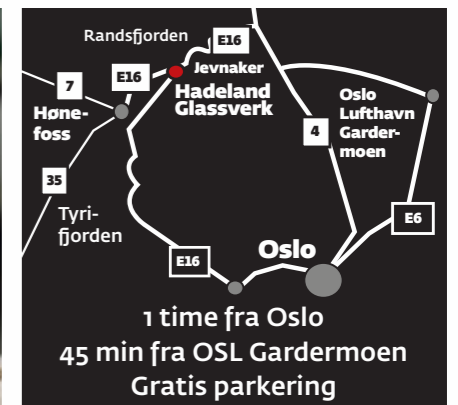 Randsfjorden
E16
Jevnaker
7
E16
Hadeland
Glassverk
Høne-
foss
Oslo
Lufthavn
Garder-
moen
4
35
Tyri-
fjorden
E6
E16
Oslo
1 time fra Oslo
45 min fra OSL Gardermoen
Gratis parkering